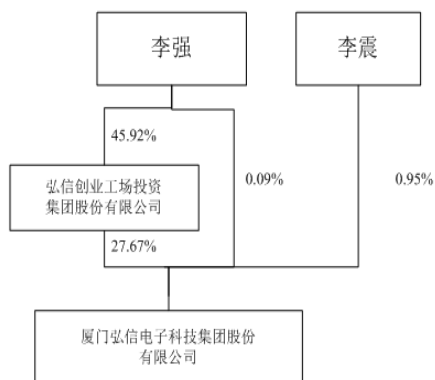 李强
李震
45.92%
弘信创业工场投资
集团股份有限公司
0.09%
0.95%
27.67%
厦门弘信电子科技集团股份
有限公司